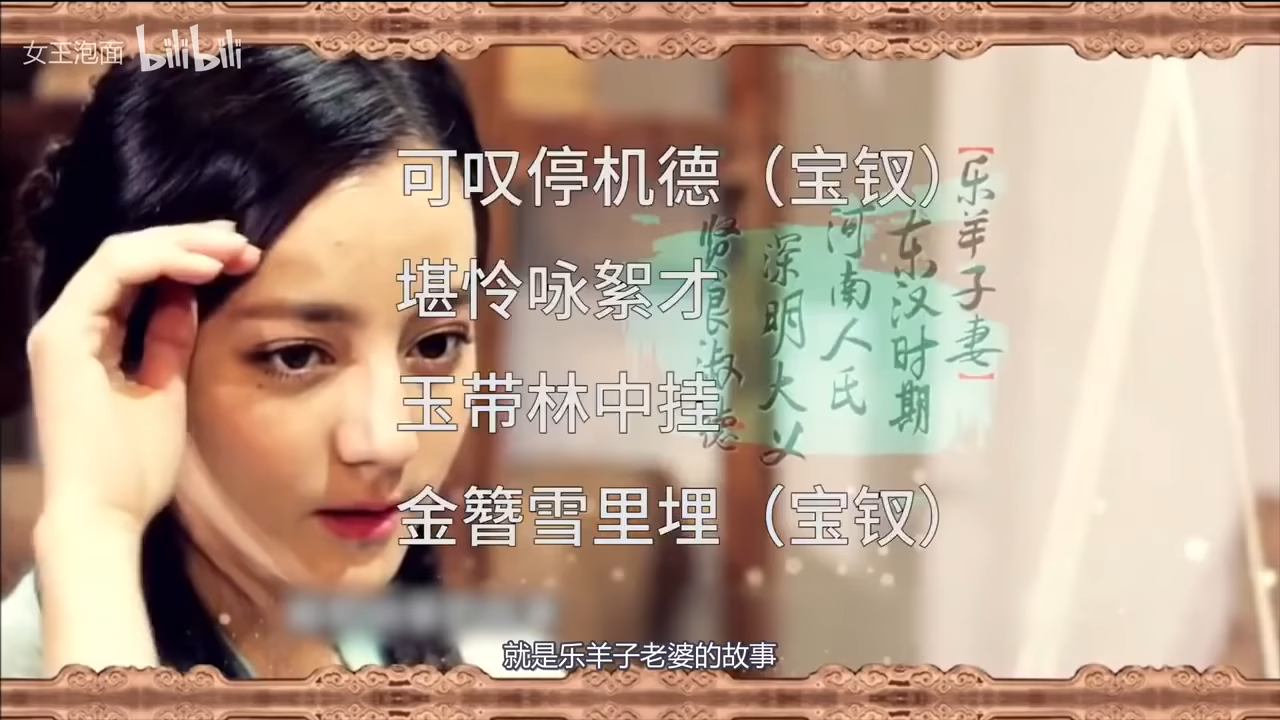 女王泡面 bilibili
可叹停机德（宝钗）
堪怜咏絮才
玉带林中挂
金簪雪里埋（宝钗）
【乐羊子妻】
东汉时期
河南人氏
深明大义
贤良淑德
就是乐羊子老婆的故事